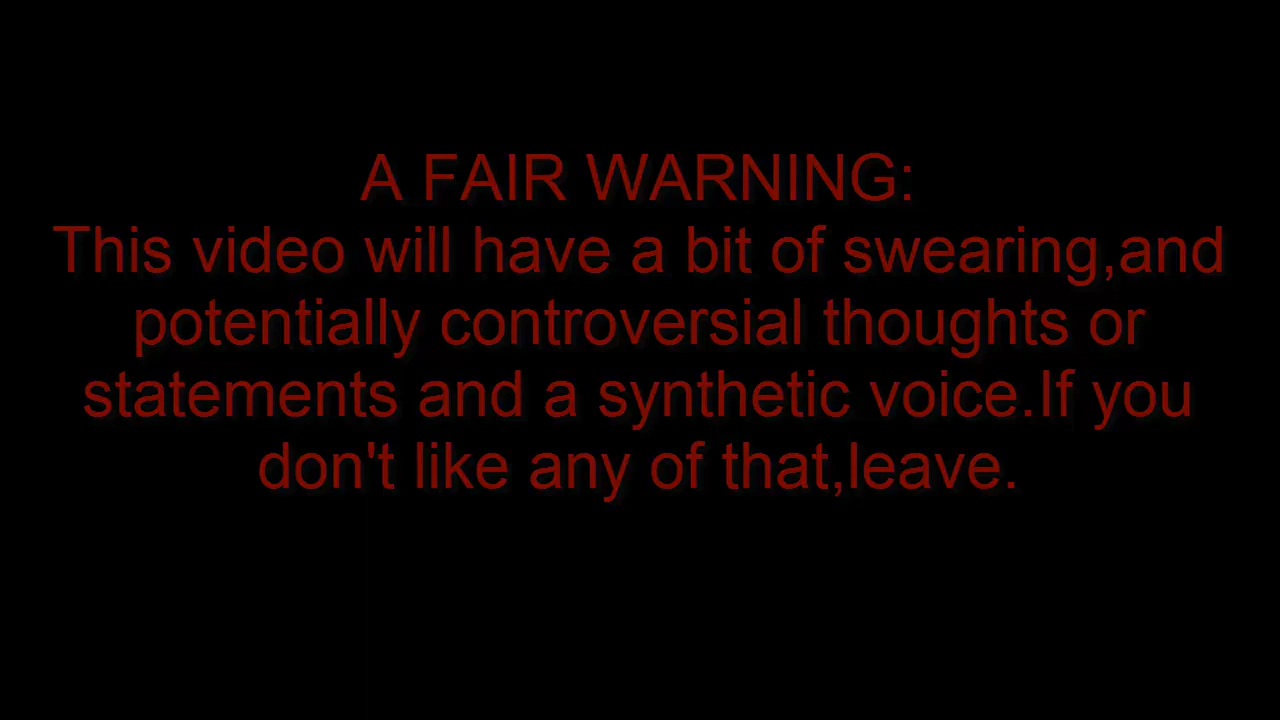 A FAIR WARNING:
This video will have a bit of swearing,and
potentially controversial thoughts or
statements and a synthetic voice.If you
don't like any of that,leave.